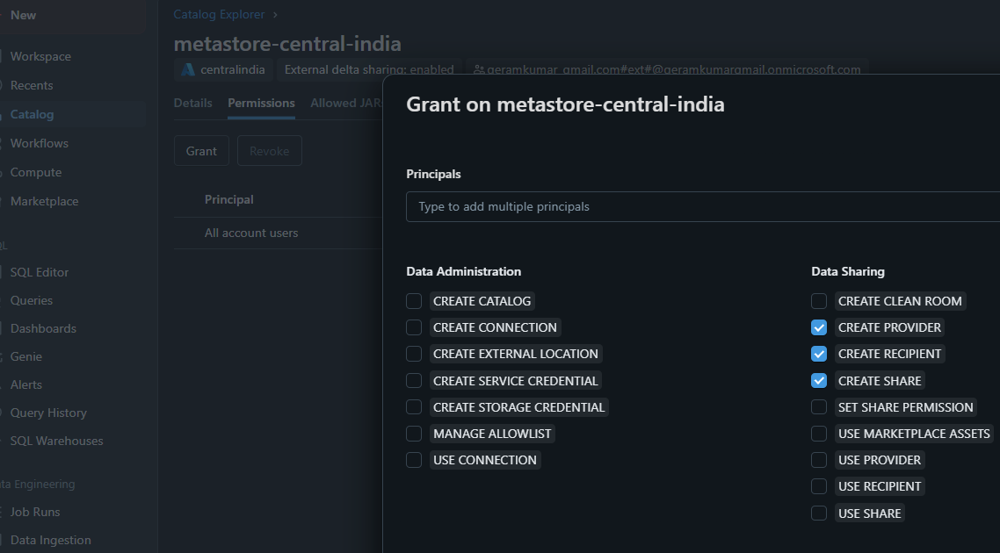 New
Workspace
Recents
Catalog
Workflows
Compute
Marketplace
SQL Editor
Queries
Dashboards
Genie
Alerts
Query History
SQL Warehouses
ta Engineering
Job Runs
Data Ingestion
Catalog Explorer >
metastore-central-india
centralindia External delta sharing: enabled geramkumar_gmail.com#ext#@geramkumargmail.onmicrosoft.com
Details Permissions Allowed JAR
Grant Revoke
Principal
All account users
Grant on metastore-central-india
Principals
Type to add multiple principals
Data Administration
CREATE CATALOG
CREATE CONNECTION
CREATE EXTERNAL LOCATION
CREATE SERVICE CREDENTIAL
CREATE STORAGE CREDENTIAL
MANAGE ALLOWLIST
USE CONNECTION
Data Sharing
CREATE CLEAN ROOM
CREATE PROVIDER
CREATE RECIPIENT
CREATE SHARE
SET SHARE PERMISSION
USE MARKETPLACE ASSETS
USE PROVIDER
USE RECIPIENT
USE SHARE